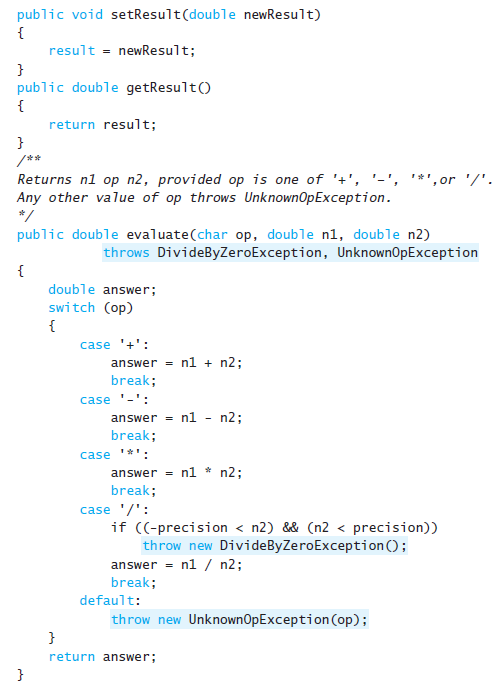 public void setResult(double newResult)
{
    result = newResult;
}
public double getResult()
{
    return result;
}
/**
Returns n1 op n2, provided op is one of '+', '–', '*',or '/'.
Any other value of op throws UnknownOpException.
*/
public double evaluate(char op, double n1, double n2)
           throws DivideByZeroException, UnknownOpException
{
    double answer;
    switch (op)
    {
        case '+':
            answer = n1 + n2;
            break;
        case '-':
            answer = n1 - n2;
            break;
        case '*':
            answer = n1 * n2;
            break;
        case '/':
            if ((-precision < n2) && (n2 < precision))
                throw new DivideByZeroException();
            answer = n1 / n2;
            break;
        default:
            throw new UnknownOpException(op);
    }
    return answer;
}